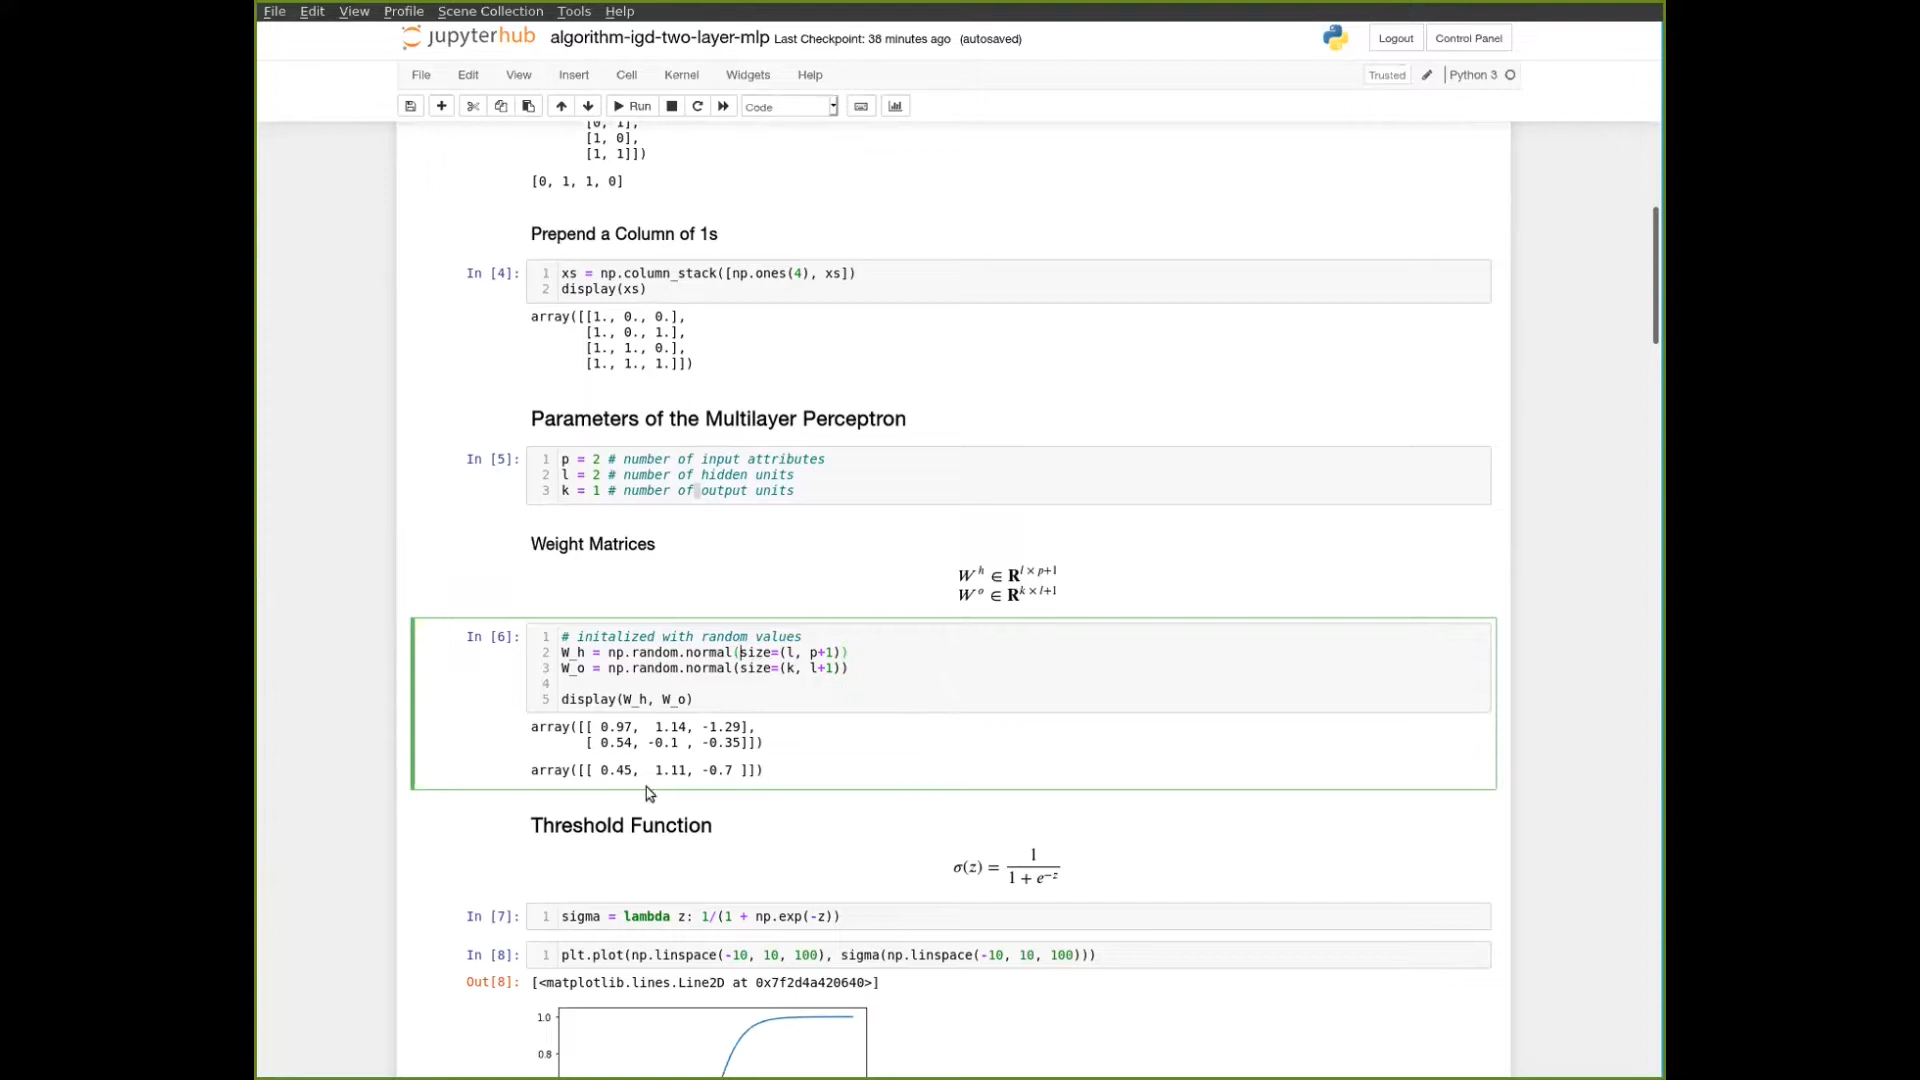 File Edit View Profile Scene Collection Tools Help
jupyterhub algorithm-igd-two-layer-mlp Last Checkpoint: 38 minutes ago (autosaved) Logout Control Panel
File Edit View Insert Cell Kernel Widgets Help Trusted Python 3
Run Code
[0, 1],
[1, 0],
[1, 1]])
[0, 1, 1, 0]
Prepend a Column of 1s
In [4]: 1 xs = np.column_stack([np.ones(4), xs])
2 display(xs)
array([[1., 0., 0.],
[1., 0., 1.],
[1., 1., 0.],
[1., 1., 1.]])
Parameters of the Multilayer Perceptron
In [5]: 1 p = 2 # number of input attributes
2 l = 2 # number of hidden units
3 k = 1 # number of output units
Weight Matrices
W^h ∈ R^{l×p+1}
W^o ∈ R^{k×l+1}
In [6]: 1 # initalized with random values
2 W_h = np.random.normal(size=(l, p+1))
3 W_o = np.random.normal(size=(k, l+1))
4
5 display(W_h, W_o)
array([[ 0.97,  1.14, -1.29],
[ 0.54, -0.1 , -0.35]])
array([[ 0.45,  1.11, -0.7 ]])
Threshold Function
σ(z) = 1 / (1 + e^{−z})
In [7]: 1 sigma = lambda z: 1/(1 + np.exp(-z))
In [8]: 1 plt.plot(np.linspace(-10, 10, 100), sigma(np.linspace(-10, 10, 100)))
Out[8]: [<matplotlib.lines.Line2D at 0x7f2d4a420640>]
1.0
0.8